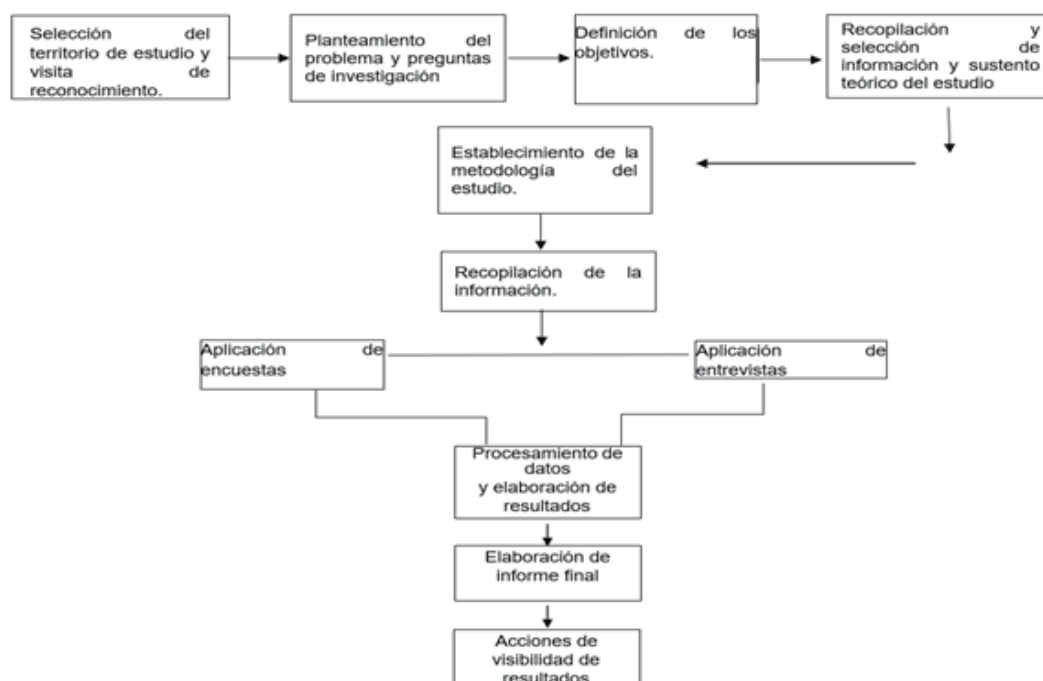 Selección del
territorio de estudio y
visita de
reconocimiento.
Planteamiento del
problema y preguntas
de investigación
Definición de los
objetivos.
Recopilación y
selección de
información y sustento
teórico del estudio
Establecimiento de la
metodología del
estudio.
Recopilación de la
información.
Aplicación de
encuestas
Aplicación de
entrevistas
Procesamiento de
datos
y elaboración de
resultados
Elaboración de
informe final
Acciones de
visibilidad de
resultados